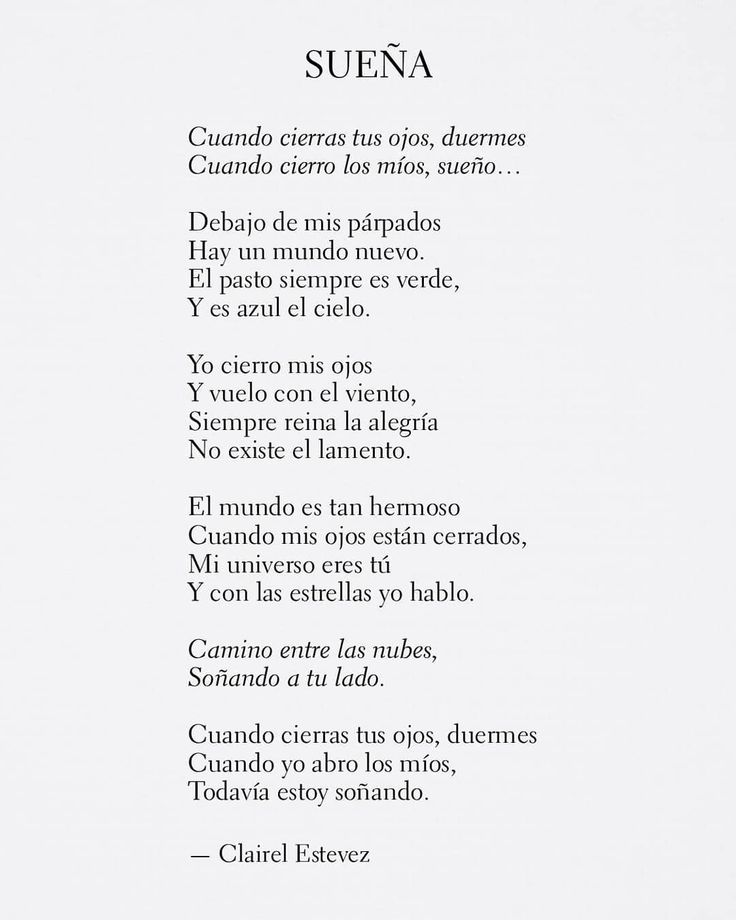 SUEÑA
Cuando cierras tus ojos, duermes
Cuando cierro los míos, sueño…
Debajo de mis párpados
Hay un mundo nuevo.
El pasto siempre es verde,
Y es azul el cielo.
Yo cierro mis ojos
Y vuelo con el viento,
Siempre reina la alegría
No existe el lamento.
El mundo es tan hermoso
Cuando mis ojos están cerrados,
Mi universo eres tú
Y con las estrellas yo hablo.
Camino entre las nubes,
Soñando a tu lado.
Cuando cierras tus ojos, duermes
Cuando yo abro los míos,
Todavía estoy soñando.
— Clairel Estevez